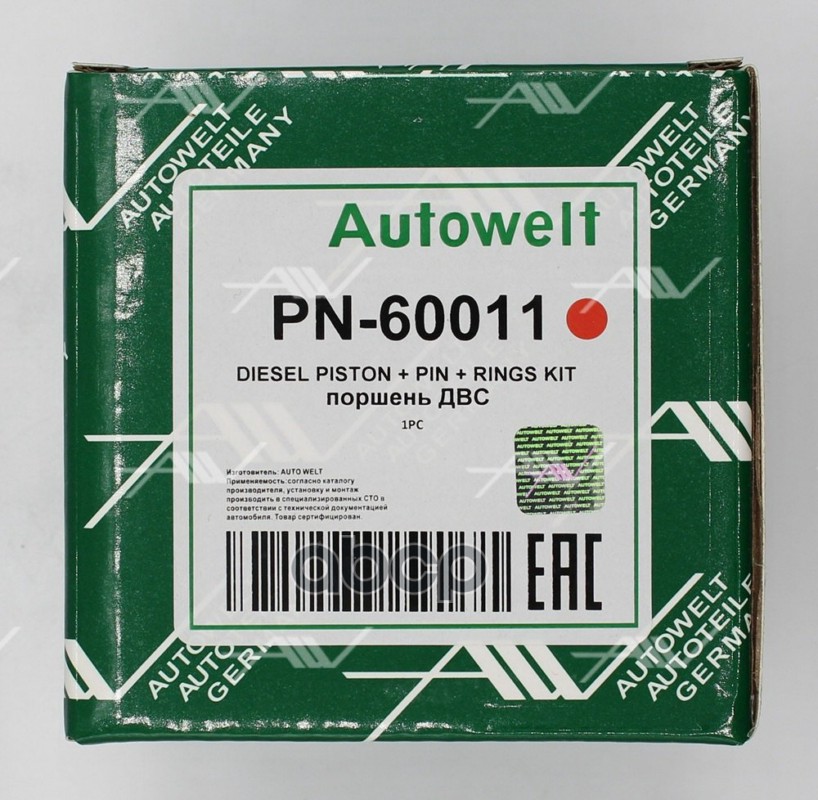 AUTOWELT
AUTOTEILE
GERMANY
AUTOWELT
AUTOTEILE
GERMANY
Autowelt
PN-60011
DIESEL PISTON + PIN + RINGS KIT
поршень ДВС
1PC
Изготовитель: AUTO WELT
Применяемость: согласно каталогу
производителя, установку и монтаж
производить в специализированных СТО в
соответствии с технической документацией
автомобиля. Товар сертифицирован.
abcp
EAC
AUTOWELT
AUTOTEILE
GERMANY
AUTOWELT
AUTOTEILE
GERMANY